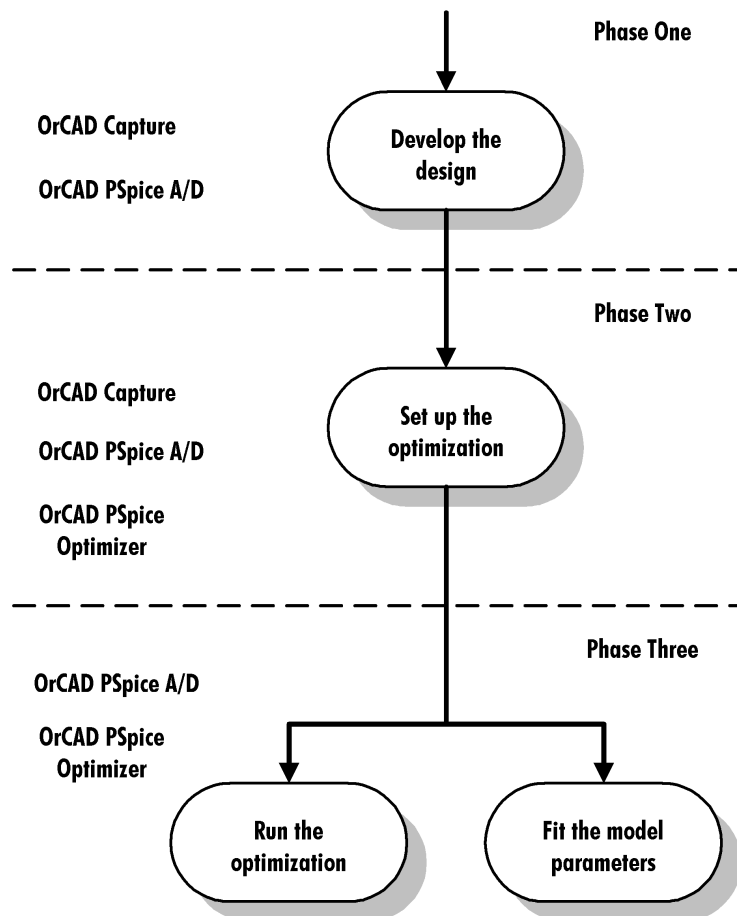 Phase One
OrCAD Capture
OrCAD PSpice A/D
Develop the
design
Phase Two
OrCAD Capture
OrCAD PSpice A/D
OrCAD PSpice
Optimizer
Set up the
optimization
Phase Three
OrCAD PSpice A/D
OrCAD PSpice
Optimizer
Run the
optimization
Fit the model
parameters